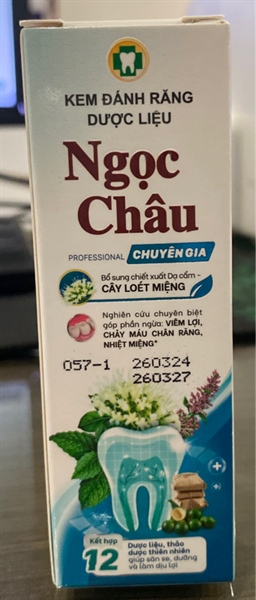 KEM ĐÁNH RĂNG
DƯỢC LIỆU
Ngọc
Châu
PROFESSIONAL CHUYÊN GIA
Bổ sung chiết xuất Dạ cẩm -
CÂY LOÉT MIỆNG
Nghiên cứu chuyên biệt
góp phần ngừa: VIÊM LỢI,
CHẢY MÁU CHÂN RĂNG,
NHIỆT MIỆNG*
057-1 260324
260327
Kết hợp
12
Dược liệu, thảo
dược thiên nhiên
giúp săn se, dưỡng
và làm dịu lợi